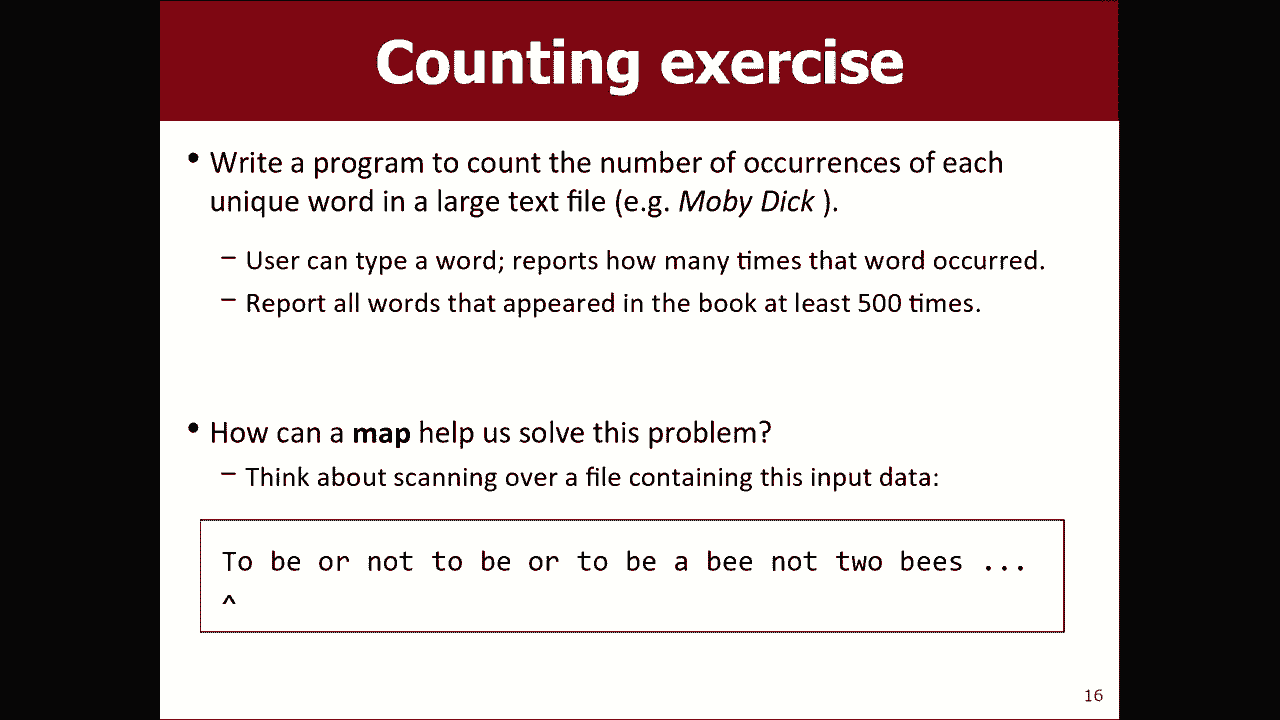 Counting exercise
• Write a program to count the number of occurrences of each
unique word in a large text file (e.g. Moby Dick ).
– User can type a word; reports how many times that word occurred.
– Report all words that appeared in the book at least 500 times.
• How can a map help us solve this problem?
– Think about scanning over a file containing this input data:
To be or not to be or to be a bee not two bees ...
^
16